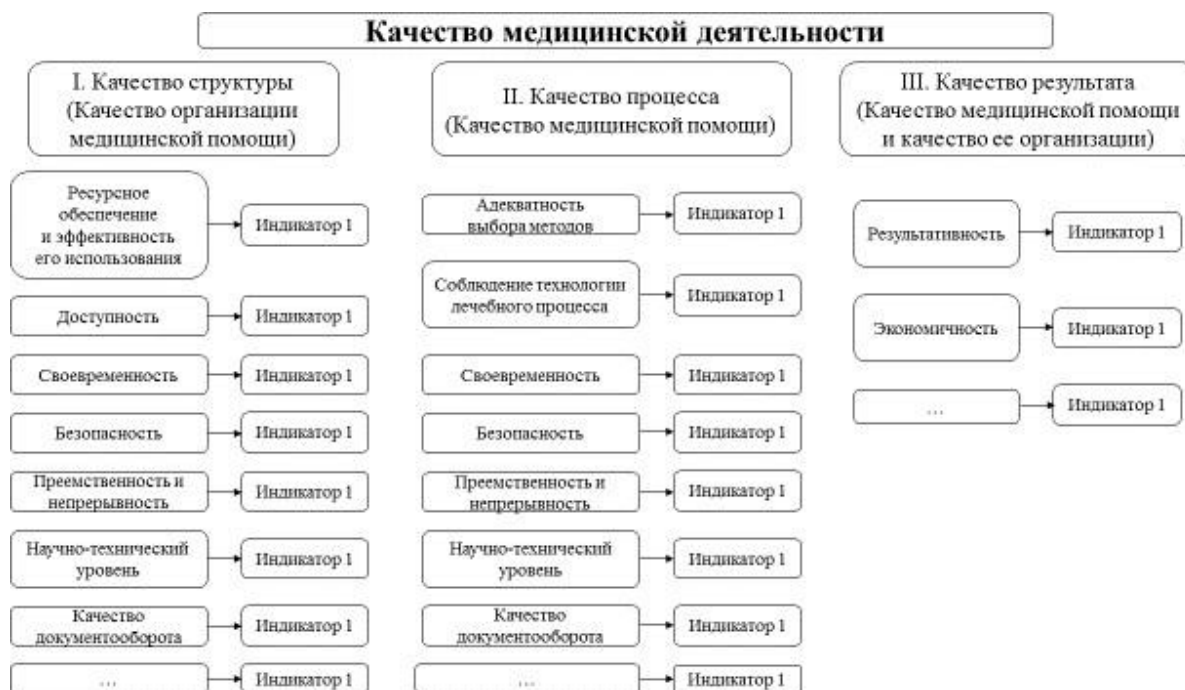 Качество медицинской деятельности
I. Качество структуры
(Качество организации
медицинской помощи)
Ресурсное
обеспечение
и эффективность
его использования
Индикатор 1
Доступность
Индикатор 1
Своевременность
Индикатор 1
Безопасность
Индикатор 1
Преемственность и
непрерывность
Индикатор 1
Научно-технический
уровень
Индикатор 1
Качество
документооборота
Индикатор 1
...
Индикатор 1
II. Качество процесса
(Качество медицинской помощи)
Адекватность
выбора методов
Индикатор 1
Соблюдение технологии
лечебного процесса
Индикатор 1
Своевременность
Индикатор 1
Безопасность
Индикатор 1
Преемственность и
непрерывность
Индикатор 1
Научно-технический
уровень
Индикатор 1
Качество
документооборота
Индикатор 1
...
Индикатор 1
III. Качество результата
(Качество медицинской помощи
и качество ее организации)
Результативность
Индикатор 1
Экономичность
Индикатор 1
...
Индикатор 1